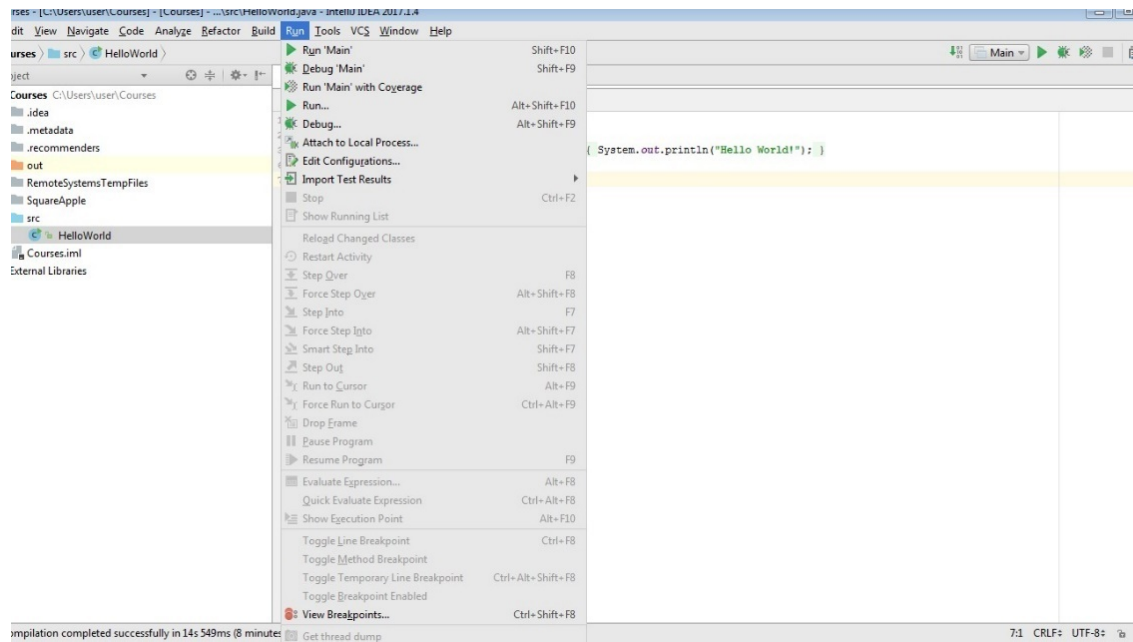 rses - [C:\Users\user\Courses] - [Courses] - ...\src\HelloWorld.java - IntelliJ IDEA 2017.1.4
dit View Navigate Code Analyze Refactor Build Run Tools VCS Window Help
urses src HelloWorld Main
ject
Courses C:\Users\user\Courses
.idea
.metadata
.recommenders
out
RemoteSystemsTempFiles
SquareApple
src
HelloWorld
Courses.iml
External Libraries
Run 'Main' Shift+F10
Debug 'Main' Shift+F9
Run 'Main' with Coverage
Run... Alt+Shift+F10
Debug... Alt+Shift+F9
Attach to Local Process...
Edit Configurations...
Import Test Results
Stop Ctrl+F2
Show Running List
Reload Changed Classes
Restart Activity
Step Over F8
Force Step Over Alt+Shift+F8
Step Into F7
Force Step Into Alt+Shift+F7
Smart Step Into Shift+F7
Step Out Shift+F8
Run to Cursor Alt+F9
Force Run to Cursor Ctrl+Alt+F9
Drop Frame
Pause Program
Resume Program F9
Evaluate Expression... Alt+F8
Quick Evaluate Expression Ctrl+Alt+F8
Show Execution Point Alt+F10
Toggle Line Breakpoint Ctrl+F8
Toggle Method Breakpoint
Toggle Temporary Line Breakpoint Ctrl+Alt+Shift+F8
Toggle Breakpoint Enabled
View Breakpoints... Ctrl+Shift+F8
Get thread dump
{ System.out.println("Hello World!"); }
ompilation completed successfully in 14s 549ms (8 minutes 7:1 CRLF UTF-8